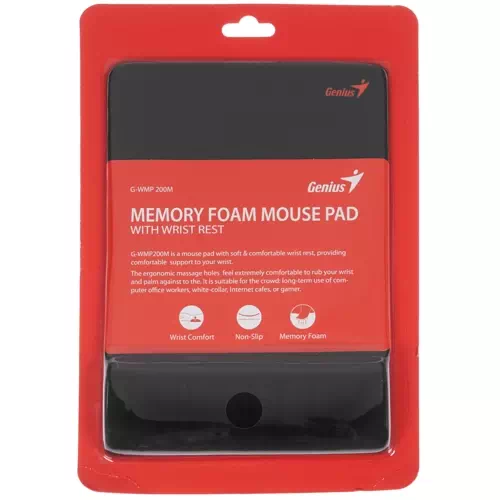 Genius
G-WMP 200M
Genius
MEMORY FOAM MOUSE PAD
WITH WRIST REST
G-WMP200M is a mouse pad with soft & comfortable wrist rest, providing
comfortable support to your wrist.
The ergonomic massage holes feel extremely comfortable to rub your wrist
and palm against to the. It is suitable for the crowd: long-term use of com-
puter office workers, white-collar, Internet cafes, or gamer.
Wrist Comfort
Non-Slip
Memory Foam